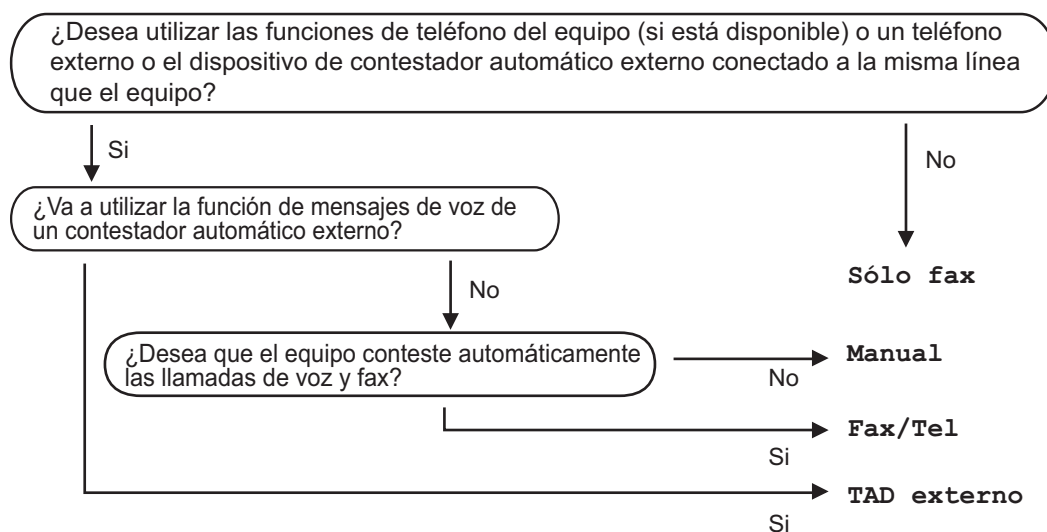 ¿Desea utilizar las funciones de teléfono del equipo (si está disponible) o un teléfono
externo o el dispositivo de contestador automático externo conectado a la misma línea
que el equipo?
Si
No
¿Va a utilizar la función de mensajes de voz de
un contestador automático externo?
Sólo fax
No
¿Desea que el equipo conteste automáticamente
las llamadas de voz y fax?
Manual
No
Fax/Tel
Si
TAD externo
Si